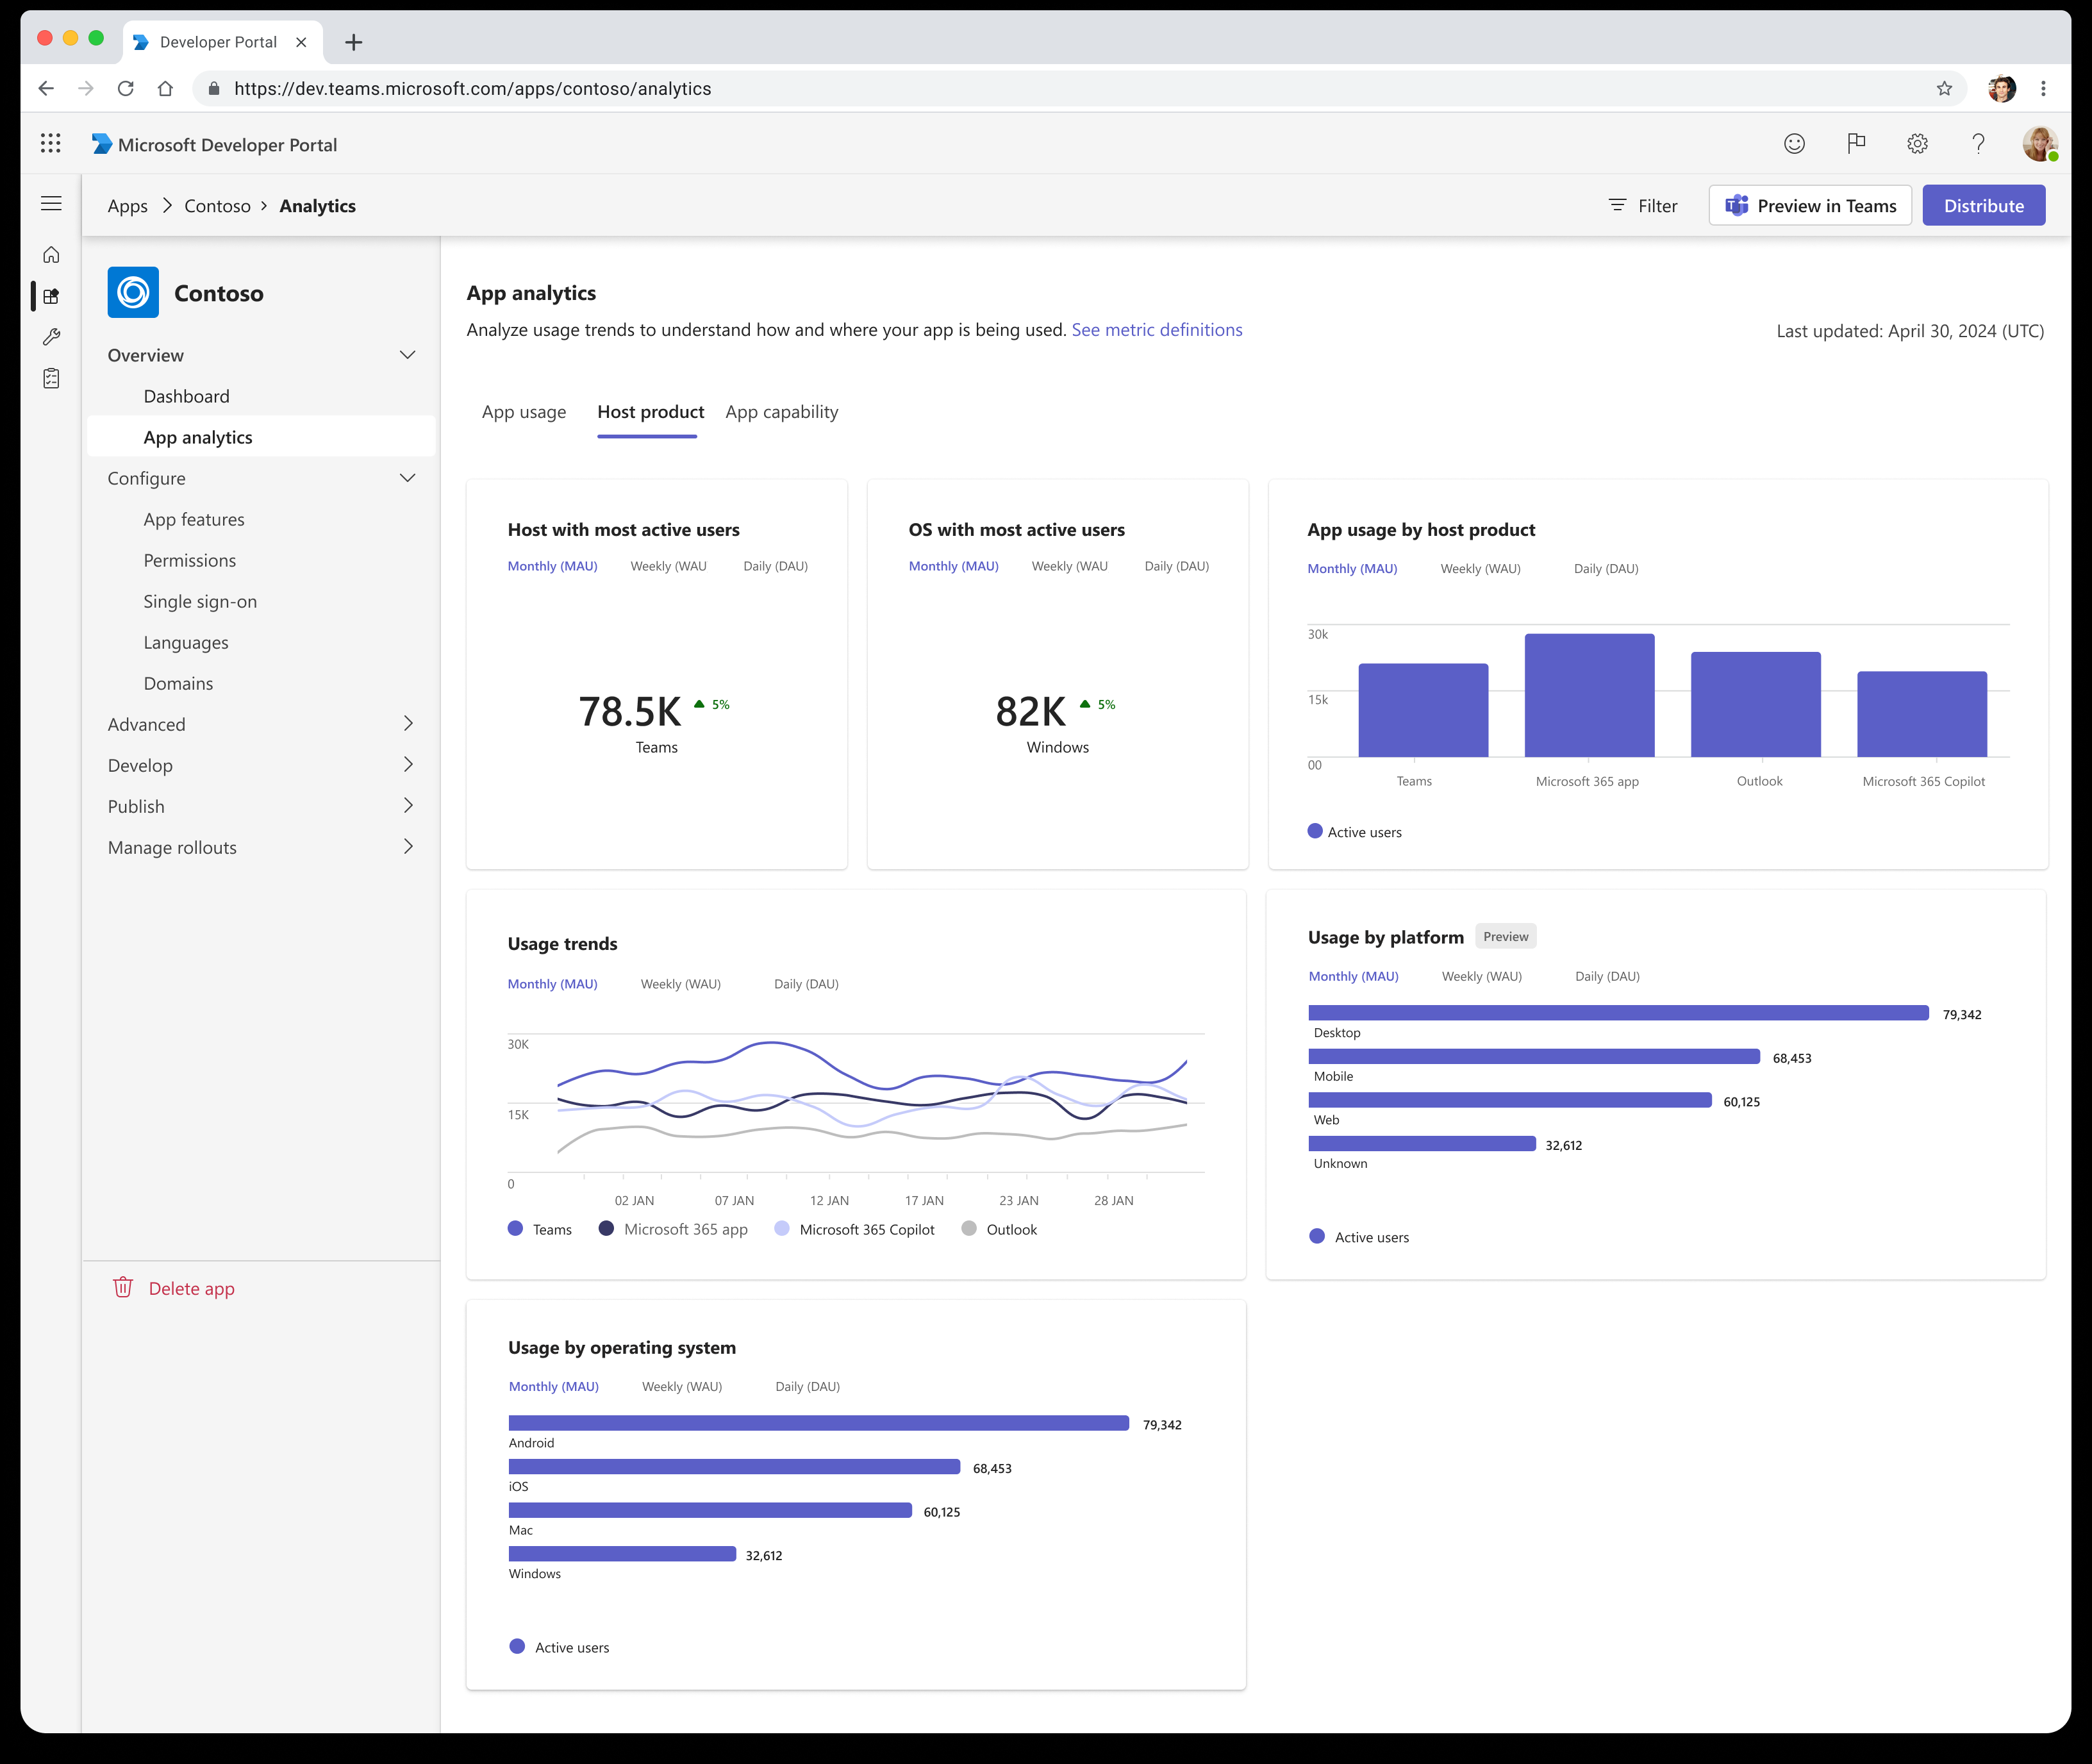 Developer Portal
https://dev.teams.microsoft.com/apps/contoso/analytics
Microsoft Developer Portal
Apps > Contoso > Analytics
Filter
Preview in Teams
Distribute
Contoso
Overview
Dashboard
App analytics
Configure
App features
Permissions
Single sign-on
Languages
Domains
Advanced
Develop
Publish
Manage rollouts
Delete app
App analytics
Analyze usage trends to understand how and where your app is being used. See metric definitions
Last updated: April 30, 2024 (UTC)
App usage Host product App capability
Host with most active users
Monthly (MAU) Weekly (WAU Daily (DAU)
78.5K 5%
Teams
OS with most active users
Monthly (MAU) Weekly (WAU Daily (DAU)
82K 5%
Windows
App usage by host product
Monthly (MAU) Weekly (WAU) Daily (DAU)
30k
15k
00
Teams Microsoft 365 app Outlook Microsoft 365 Copilot
Active users
Usage trends
Monthly (MAU) Weekly (WAU) Daily (DAU)
30K
15K
0
02 JAN 07 JAN 12 JAN 17 JAN 23 JAN 28 JAN
Teams Microsoft 365 app Microsoft 365 Copilot Outlook
Usage by platform Preview
Monthly (MAU) Weekly (WAU) Daily (DAU)
79,342
Desktop
68,453
Mobile
60,125
Web
32,612
Unknown
Active users
Usage by operating system
Monthly (MAU) Weekly (WAU) Daily (DAU)
79,342
Android
68,453
iOS
60,125
Mac
32,612
Windows
Active users